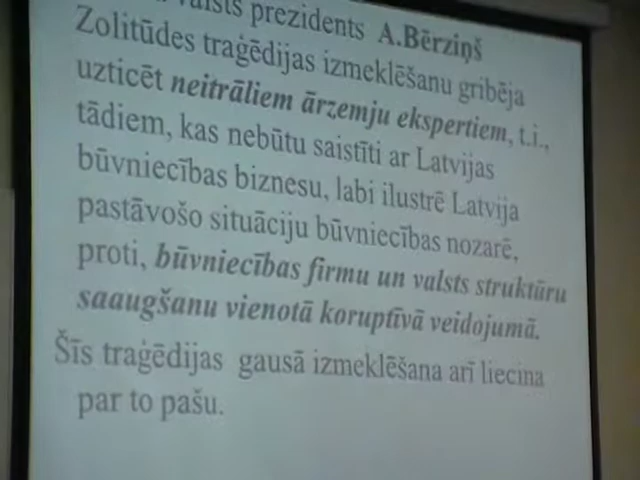 valsts prezidents A.Bērziņš
Zolitūdes traģēdijas izmeklēšanu gribēja
uzticēt neitrāliem ārzemju ekspertiem, t.i.,
tādiem, kas nebūtu saistīti ar Latvijas
būvniecības biznesu, labi ilustrē Latvija
pastāvošo situāciju būvniecības nozarē,
proti, būvniecības firmu un valsts struktūru
saaugšanu vienotā koruptīvā veidojumā.
Šīs traģēdijas gausā izmeklēšana arī liecina
par to pašu.